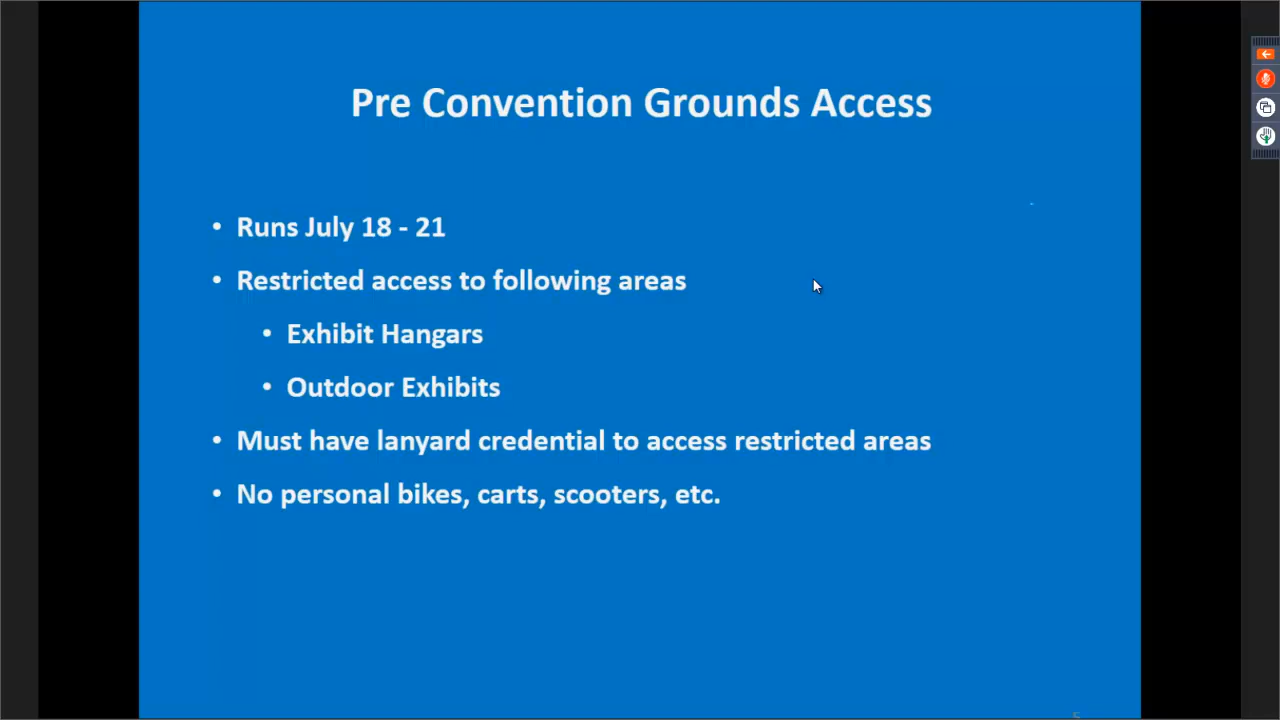 Pre Convention Grounds Access
• Runs July 18 - 21
• Restricted access to following areas
• Exhibit Hangars
• Outdoor Exhibits
• Must have lanyard credential to access restricted areas
• No personal bikes, carts, scooters, etc.